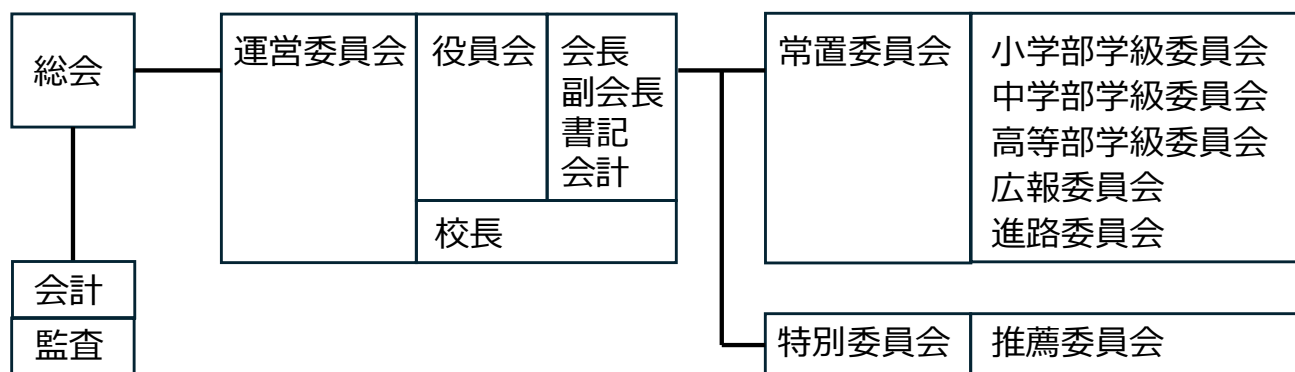 総会
会計
監査
運営委員会
役員会
会長
副会長
書記
会計
校長
常置委員会
小学部学級委員会
中学部学級委員会
高等部学級委員会
広報委員会
進路委員会
特別委員会
推薦委員会